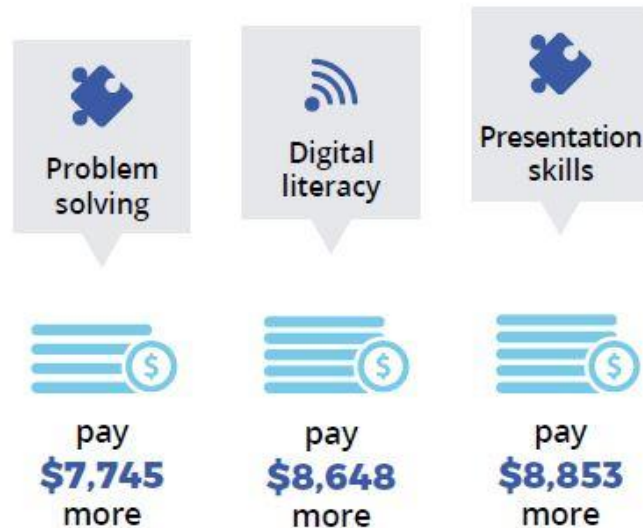 Problem
solving
Digital
literacy
Presentation
skills
$
$
$
pay
$7,745
more
pay
$8,648
more
pay
$8,853
more